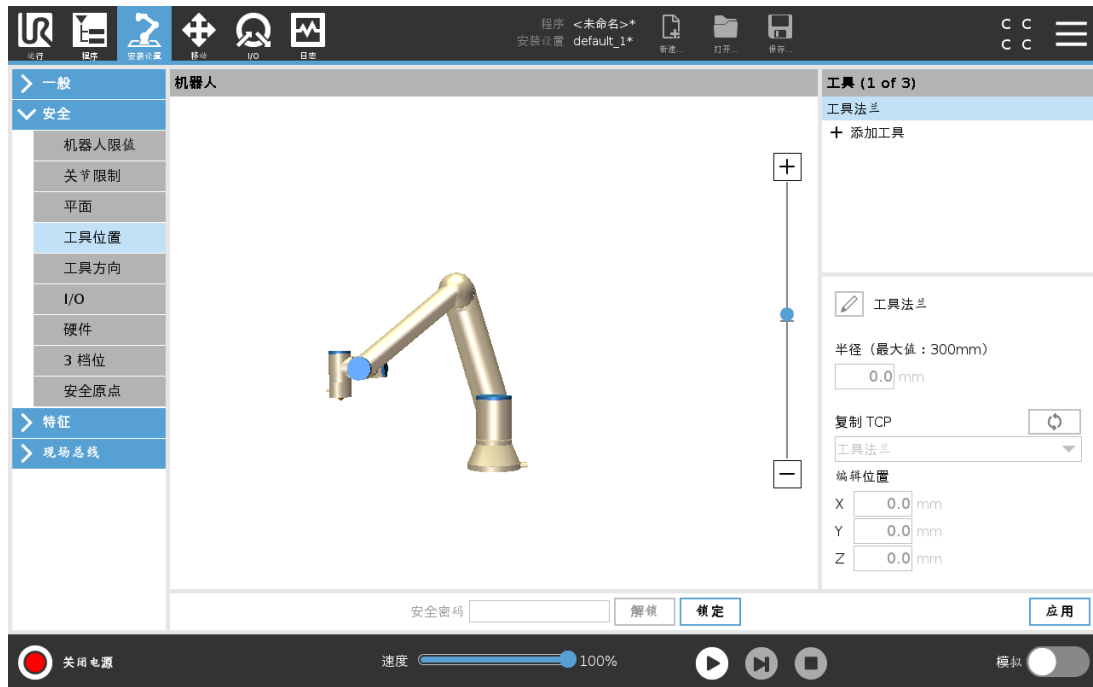 UR
程序 <未命名>*
安装设置 default_1*
新建...
打开...
保存...
C C
C C
运行
程序
安装设置
移动
I/O
日志
一般
安全
机器人限值
关节限制
平面
工具位置
工具方向
I/O
硬件
3 档位
安全原点
特征
现场总线
机器人
工具 (1 of 3)
工具法兰
+ 添加工具
工具法兰
半径 (最大值：300mm)
0.0 mm
复制 TCP
工具法兰
编辑位置
X 0.0 mm
Y 0.0 mm
Z 0.0 mm
安全密码
解锁
锁定
应用
关闭电源
速度
100%
模拟